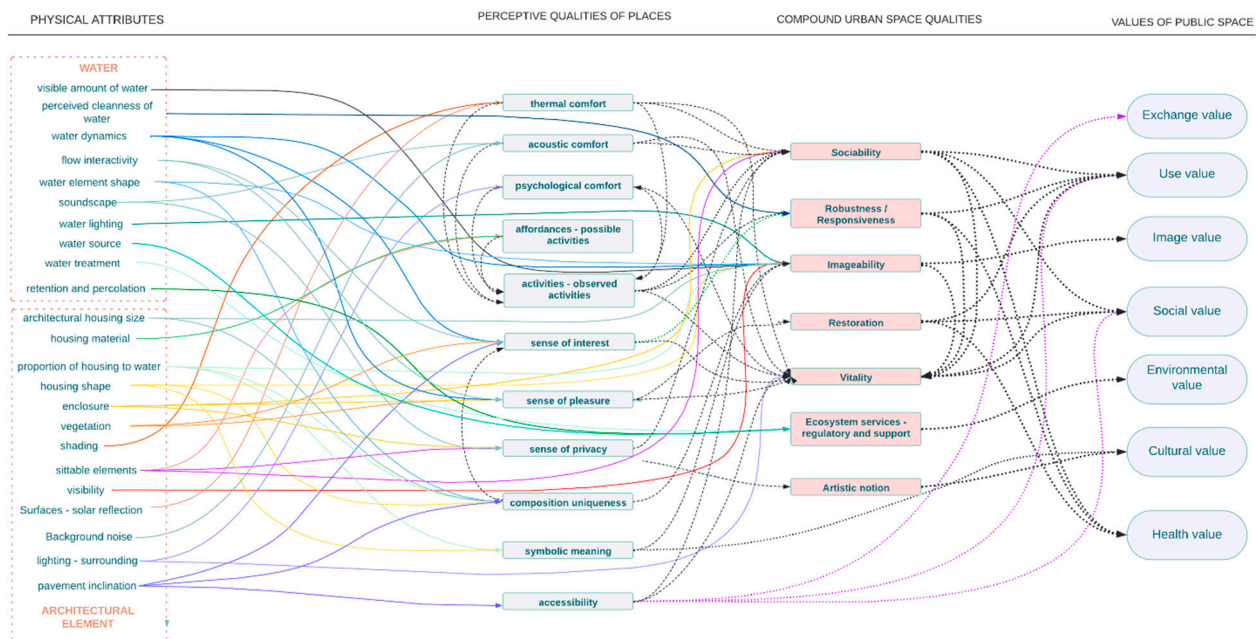 PHYSICAL ATTRIBUTES
PERCEPTIVE QUALITIES OF PLACES
COMPOUND URBAN SPACE QUALITIES
VALUES OF PUBLIC SPACE
WATER
visible amount of water
perceived cleanness of
water
water dynamics
flow interactivity
water element shape
soundscape
water lighting
water source
water treatment
retention and percolation
architectural housing size
housing material
proportion of housing to water
housing shape
enclosure
vegetation
shading
sittable elements
visibility
Surfaces - solar reflection
Background noise
lighting - surrounding
pavement inclination
ARCHITECTURAL
ELEMENT
thermal comfort
acoustic comfort
psychological comfort
affordances - possible
activities
activities - observed
activities
sense of interest
sense of pleasure
sense of privacy
composition uniqueness
symbolic meaning
accessibility
Sociability
Robustness /
Responsiveness
Imageability
Restoration
Vitality
Ecosystem services -
regulatory and support
Artistic notion
Exchange value
Use value
Image value
Social value
Environmental
value
Cultural value
Health value